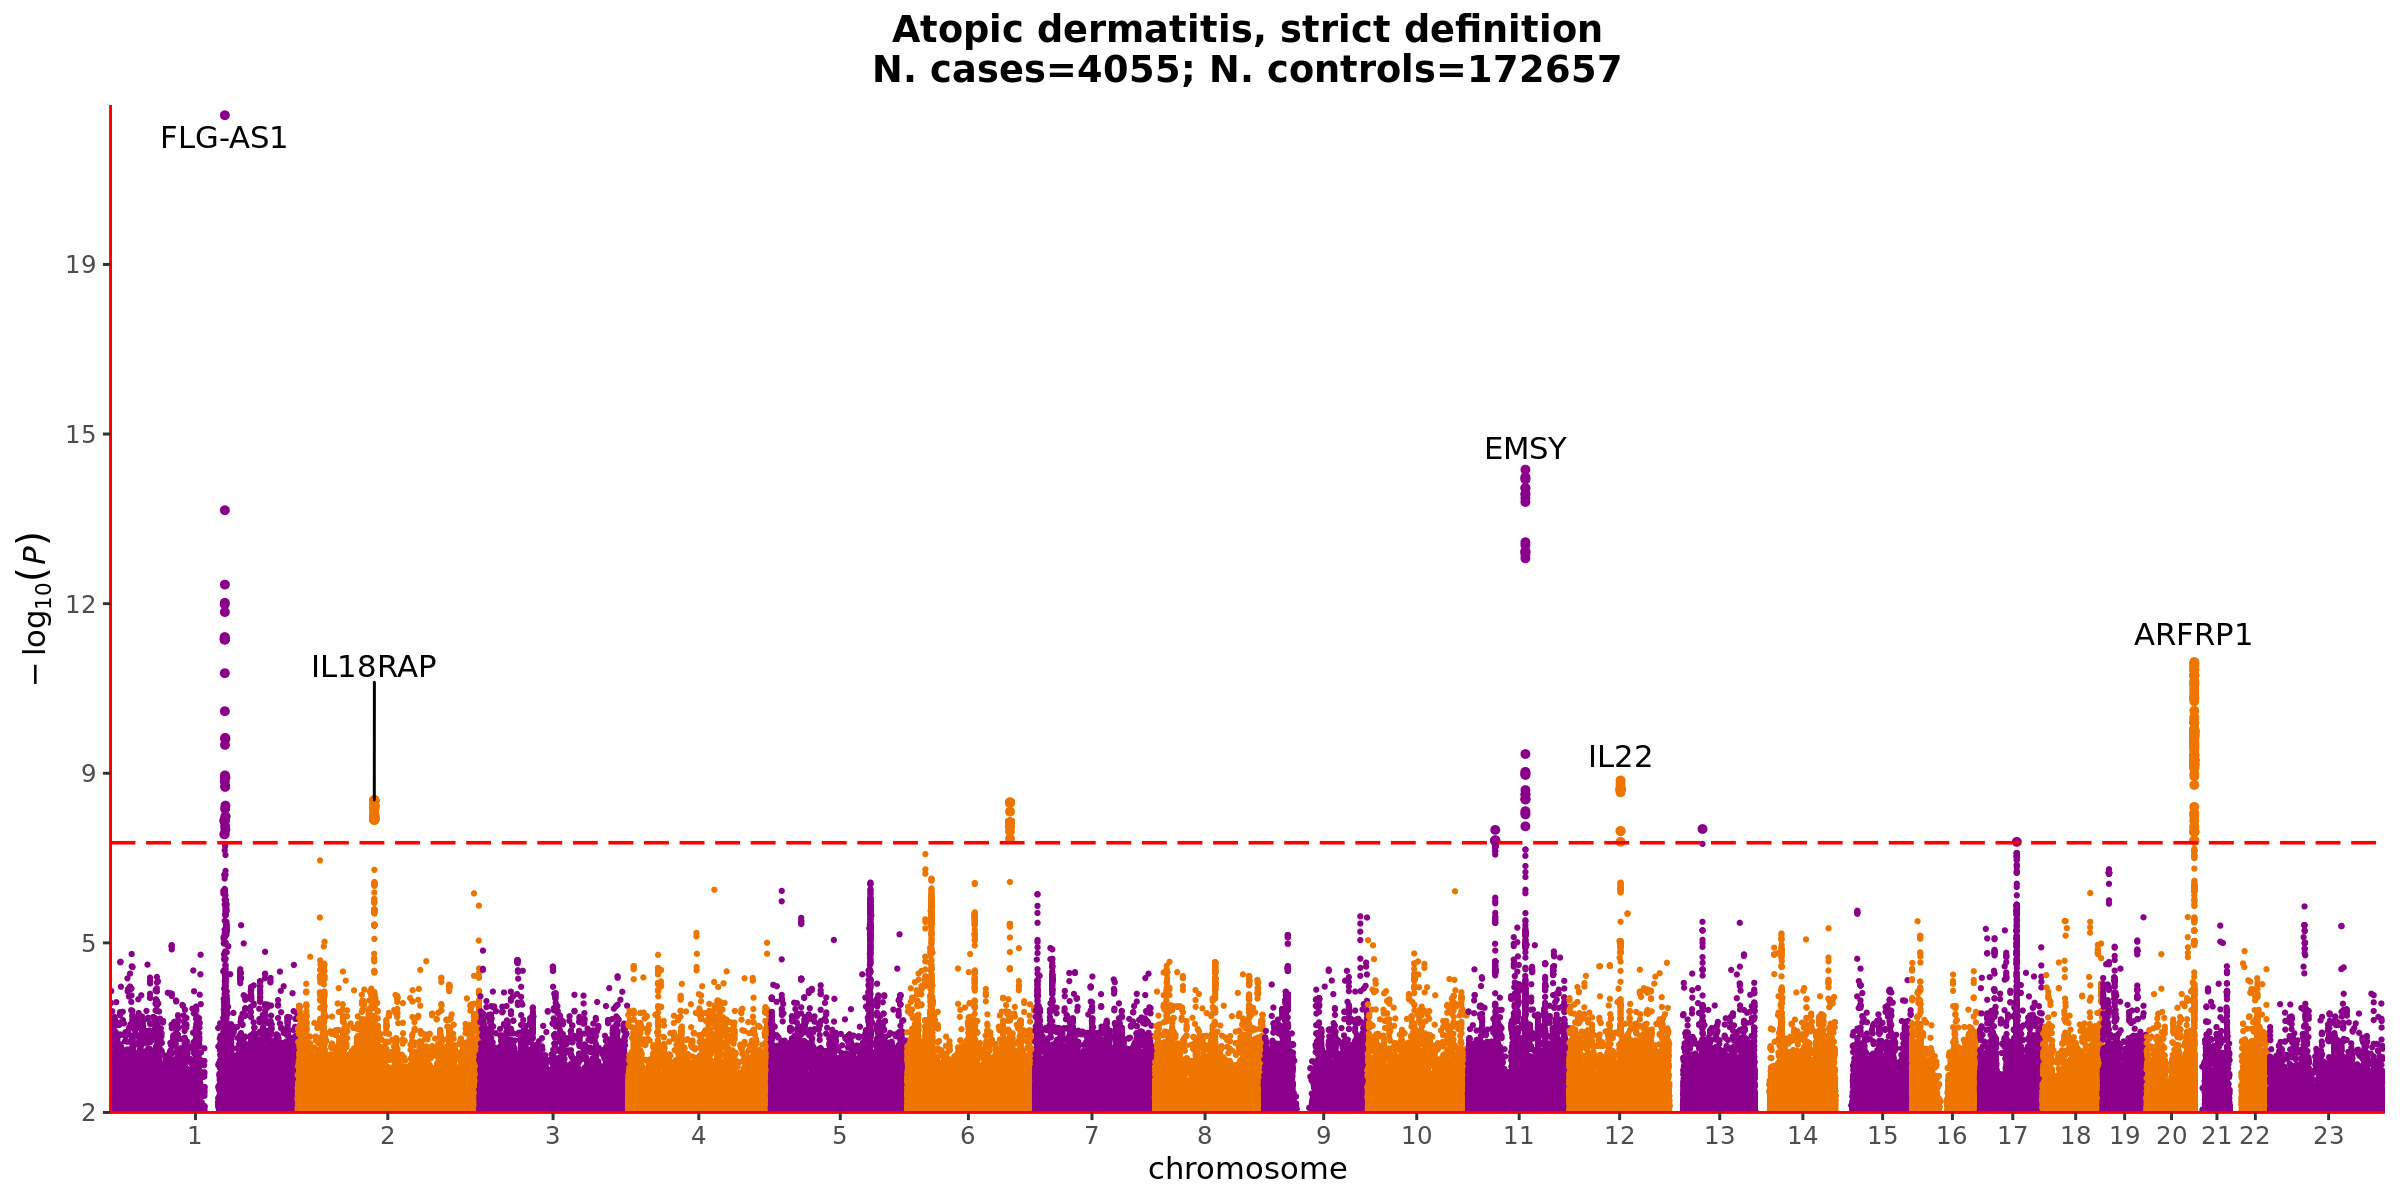 Atopic dermatitis, strict definition
N. cases=4055; N. controls=172657
FLG-AS1
19
15
EMSY
12
ARFRP1
IL18RAP
−log10(P)
IL22
9
5
2
1 2 3 4 5 6 7 8 9 10 11 12 13 14 15 16 17 18 19 20 21 22 23
chromosome